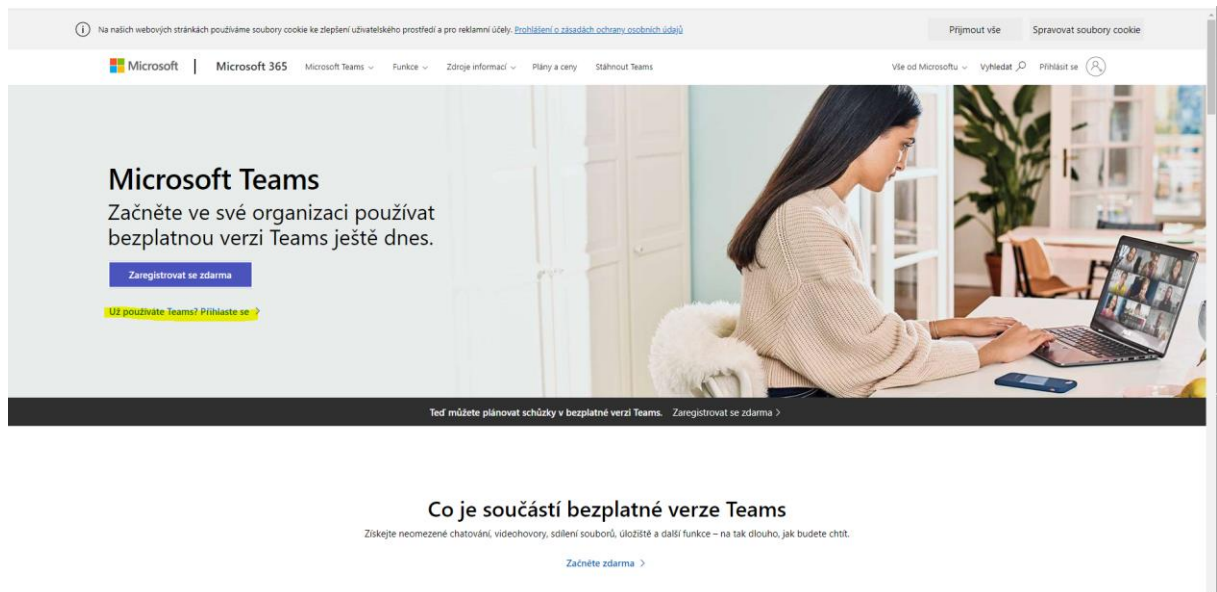 Na našich webových stránkách používáme soubory cookie ke zlepšení uživatelského prostředí a pro reklamní účely. Prohlášení o zásadách ochrany osobních údajů
Přijmout vše
Spravovat soubory cookie
Microsoft
Microsoft 365
Microsoft Teams
Funkce
Zdroje informací
Plány a ceny
Stáhnout Teams
Vše od Microsoftu
Vyhledat
Přihlásit se
Microsoft Teams
Začněte ve své organizaci používat
bezplatnou verzi Teams ještě dnes.
Zaregistrovat se zdarma
Už používáte Teams? Přihlaste se
Teď můžete plánovat schůzky v bezplatné verzi Teams. Zaregistrovat se zdarma
Co je součástí bezplatné verze Teams
Získejte neomezené chatování, videohovory, sdílení souborů, úložiště a další funkce – na tak dlouho, jak budete chtít.
Začněte zdarma